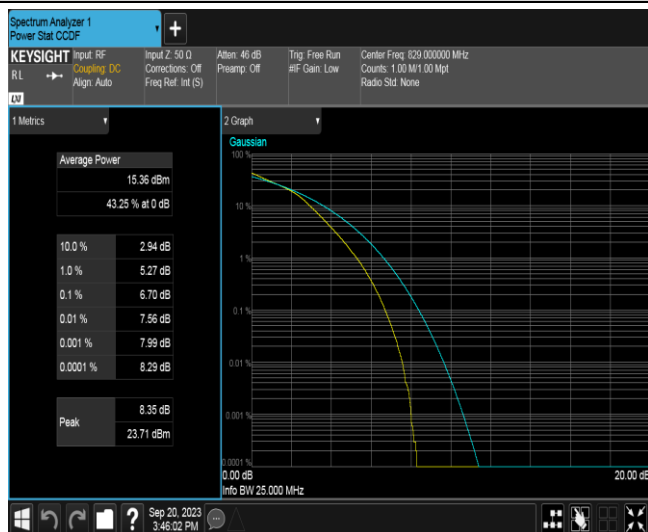 Spectrum Analyzer 1
Power Stat CCDF
+
KEYSIGHT Input: RF Input Z: 50 Ω Atten: 46 dB Trig: Free Run Center Freq: 829.000000 MHz
RL Coupling: DC Corrections: Off Preamp: Off #IF Gain: Low Counts: 1.00 M/1.00 Mpt
Align: Auto Freq Ref: Int (S) Radio Std: None
LXI
1 Metrics
Average Power
15.36 dBm
43.25 % at 0 dB
10.0 % 2.94 dB
1.0 % 5.27 dB
0.1 % 6.70 dB
0.01 % 7.56 dB
0.001 % 7.99 dB
0.0001 % 8.29 dB
Peak 8.35 dB
23.71 dBm
2 Graph
Gaussian
100 %
10 %
1 %
0.1 %
0.01 %
0.001 %
0.0001 %
0.00 dB 20.00 dB
Info BW 25.000 MHz
? Sep 20, 2023
3:46:02 PM